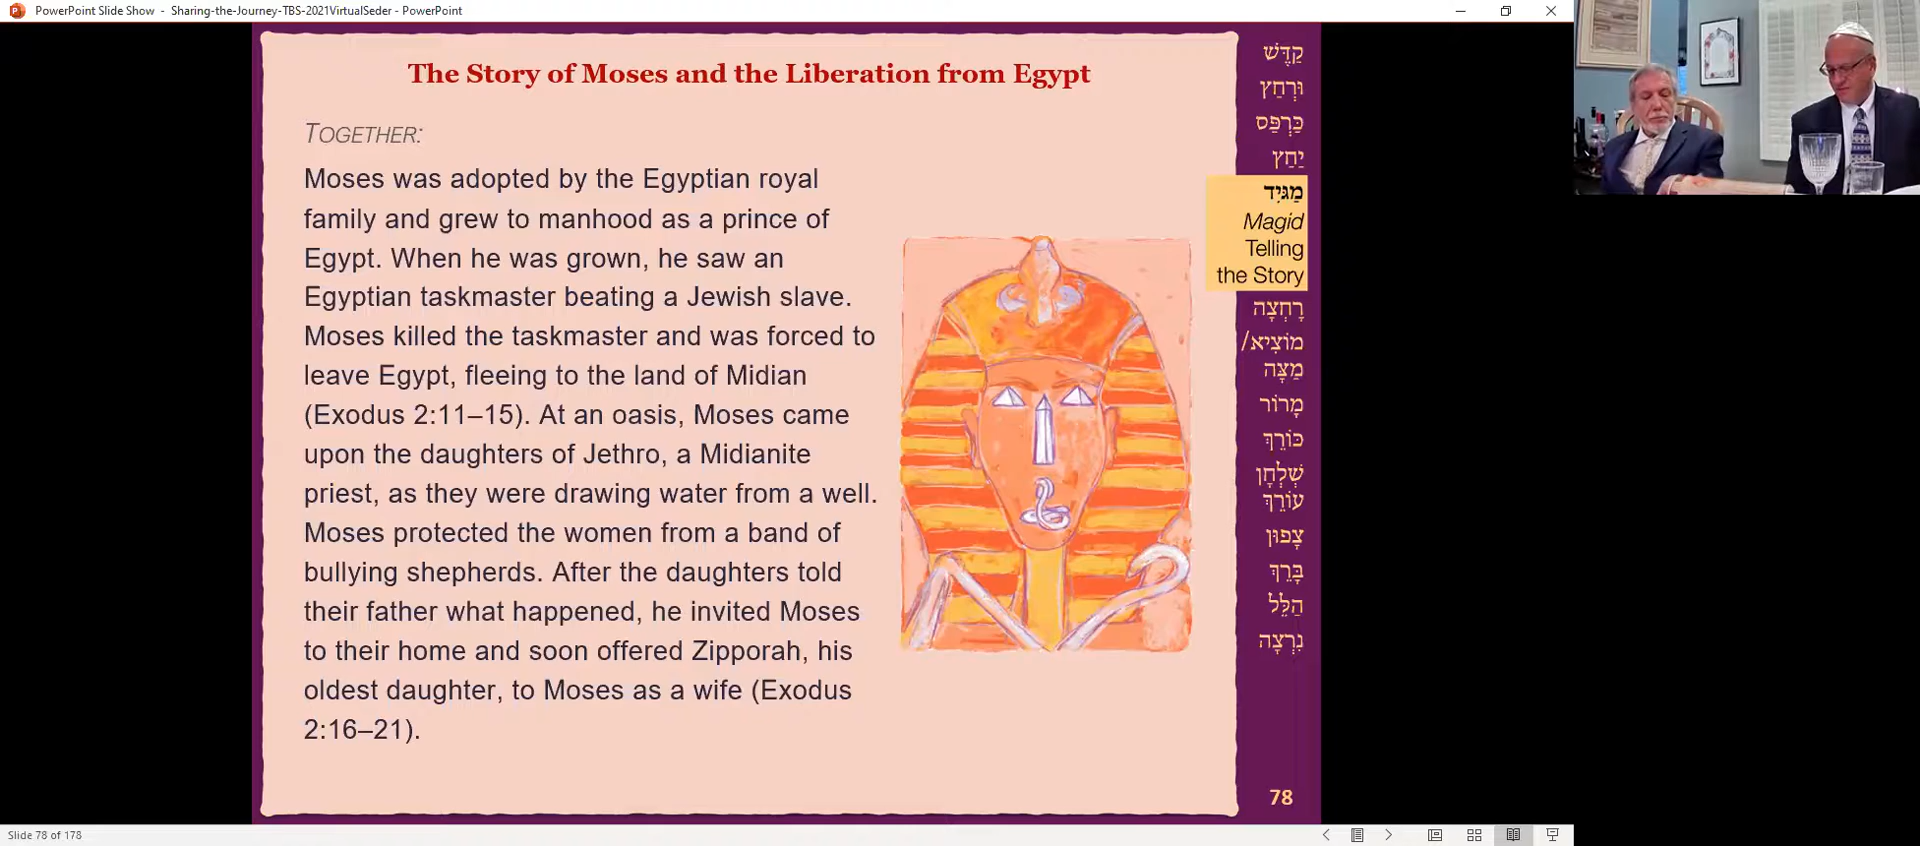 PowerPoint Slide Show - Sharing-the-Journey-TBS-2021VirtualSeder - PowerPoint
The Story of Moses and the Liberation from Egypt
TOGETHER:
Moses was adopted by the Egyptian royal
family and grew to manhood as a prince of
Egypt. When he was grown, he saw an
Egyptian taskmaster beating a Jewish slave.
Moses killed the taskmaster and was forced to
leave Egypt, fleeing to the land of Midian
(Exodus 2:11–15). At an oasis, Moses came
upon the daughters of Jethro, a Midianite
priest, as they were drawing water from a well.
Moses protected the women from a band of
bullying shepherds. After the daughters told
their father what happened, he invited Moses
to their home and soon offered Zipporah, his
oldest daughter, to Moses as a wife (Exodus
2:16–21).
קַדֵּשׁ
וּרְחַץ
כַּרְפַּס
יַחַץ
מַגִּיד
Magid
Telling
the Story
רָחְצָה
מוֹצִיא/
מַצָּה
מָרוֹר
כּוֹרֵךְ
שֻׁלְחָן
עוֹרֵךְ
צָפוּן
בָּרֵךְ
הַלֵּל
נִרְצָה
78
Slide 78 of 178